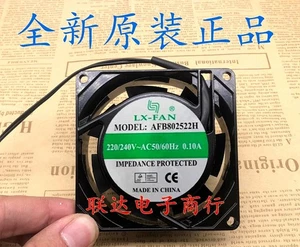 全新原装正品
LX-FAN
MODEL: AFB802522H
220/240V~AC50/60Hz 0.10A
IMPEDANCE PROTECTED
CE
MADE IN CHINA
联达电子商行